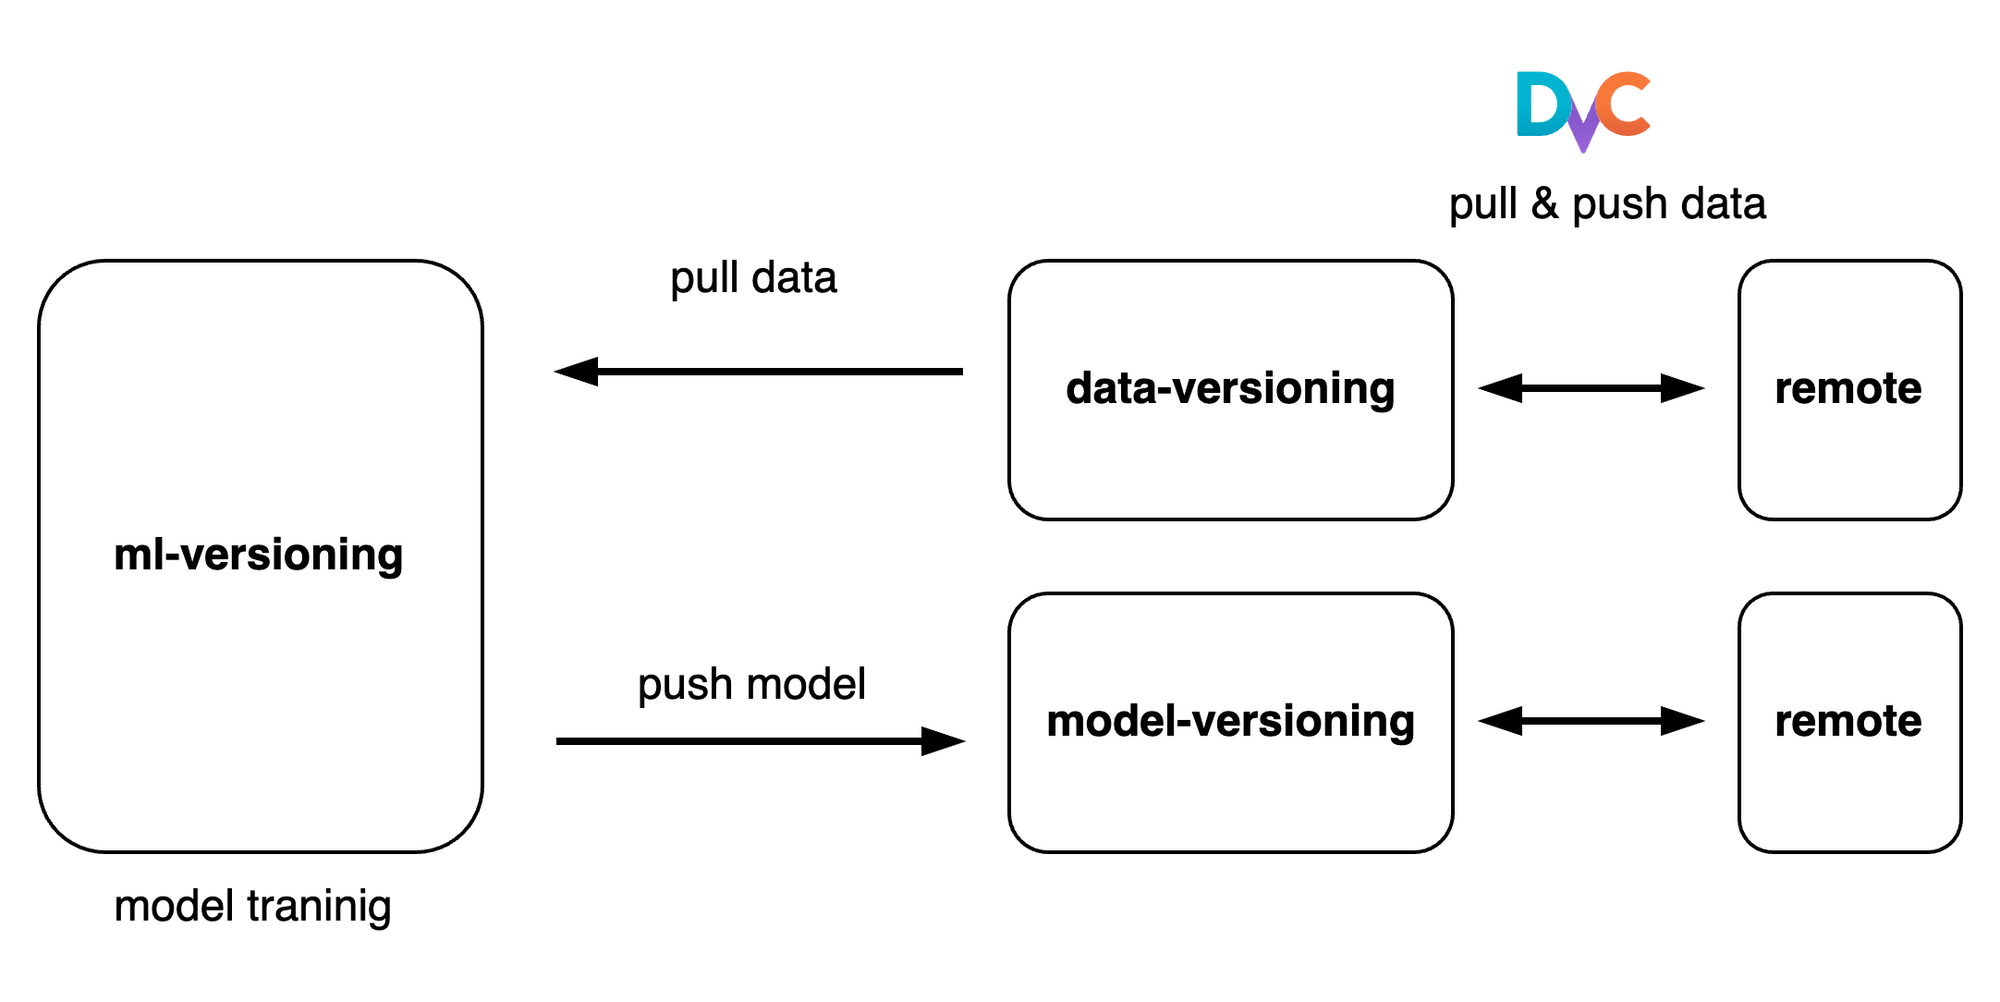 DVC
pull & push data
pull data
data-versioning
remote
ml-versioning
push model
model-versioning
remote
model traninig